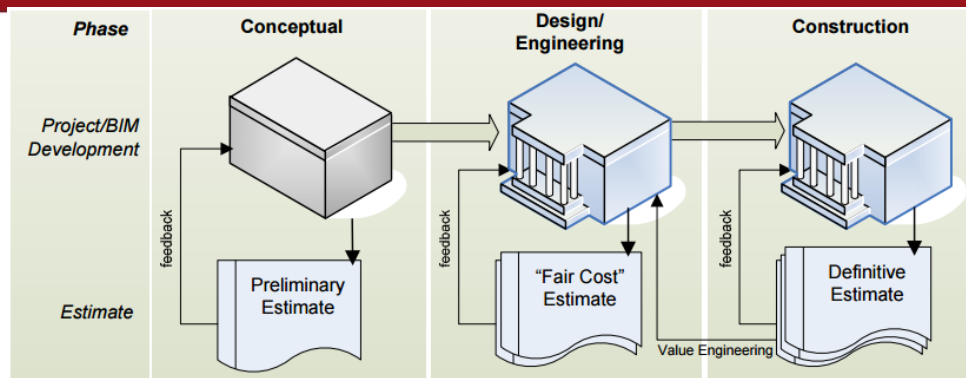 Phase
Conceptual
Design/
Engineering
Construction
Project/BIM
Development
feedback
feedback
feedback
Estimate
Preliminary
Estimate
“Fair Cost”
Estimate
Value Engineering
Definitive
Estimate